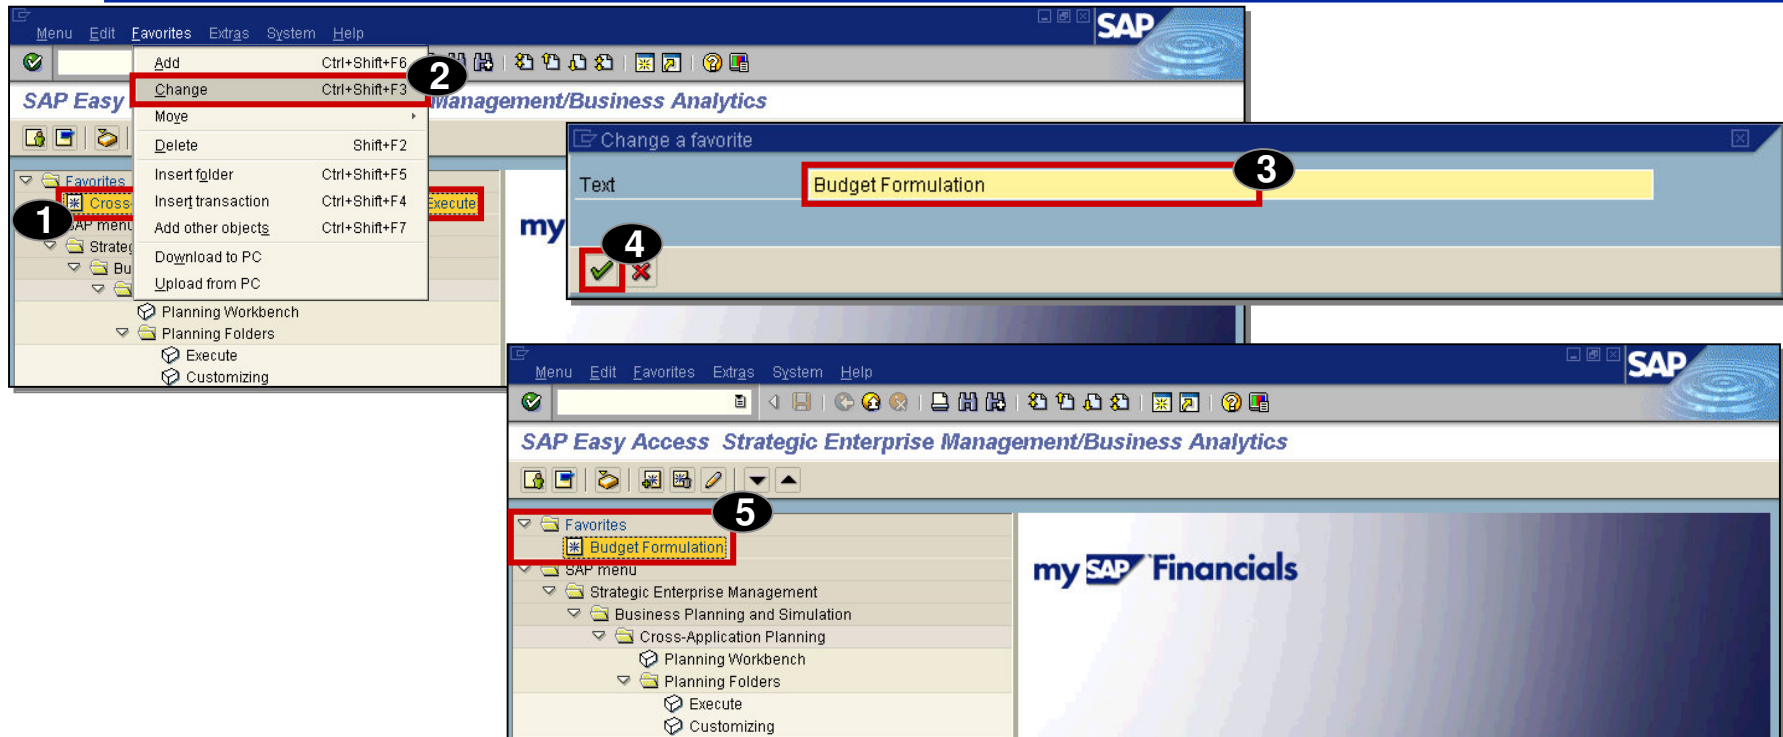 Menu Edit Favorites Extras System Help
SAP
Add Ctrl+Shift+F6
2
Change Ctrl+Shift+F3
SAP Easy Management/Business Analytics
Move
Delete Shift+F2
Insert folder Ctrl+Shift+F5
Insert transaction Ctrl+Shift+F4
Add other objects Ctrl+Shift+F7
Download to PC
Upload from PC
Favorites
1
Cross- Execute
SAP menu
Strateg
Bu
Planning Workbench
Planning Folders
Execute
Customizing
my
Change a favorite
3
Text Budget Formulation
4
Menu Edit Favorites Extras System Help
SAP
SAP Easy Access Strategic Enterprise Management/Business Analytics
5
Favorites
Budget Formulation
SAP menu
Strategic Enterprise Management
Business Planning and Simulation
Cross-Application Planning
Planning Workbench
Planning Folders
Execute
Customizing
my SAP Financials